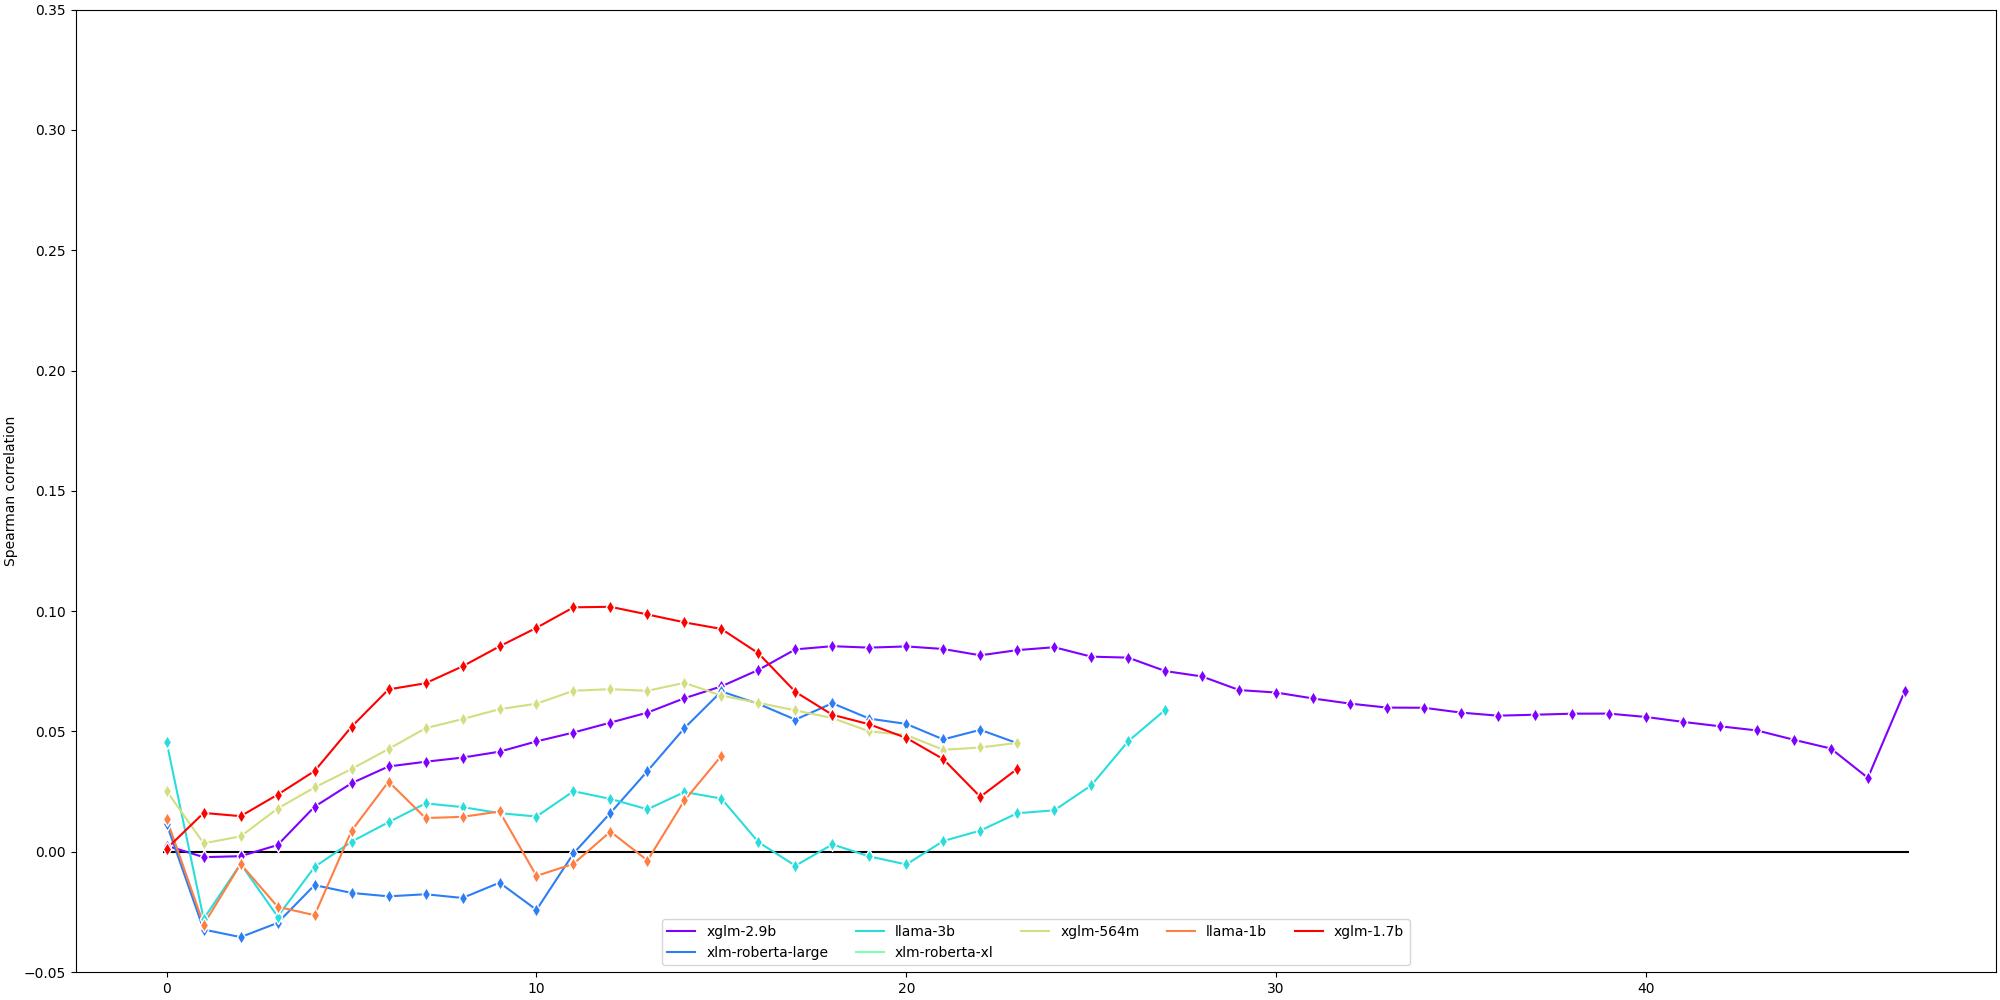 0.35
0.30
0.25
0.20
0.15
0.10
0.05
0.00
−0.05
Spearman correlation
0 10 20 30 40
xglm-2.9b llama-3b xglm-564m llama-1b xglm-1.7b
xlm-roberta-large xlm-roberta-xl